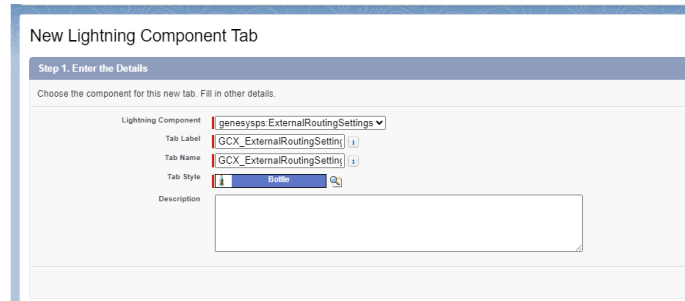 New Lightning Component Tab
Step 1. Enter the Details
Choose the component for this new tab. Fill in other details.
Lightning Component genesysps:ExternalRoutingSettings
Tab Label GCX_ExternalRoutingSetting i
Tab Name GCX_ExternalRoutingSetting i
Tab Style Bottle
Description